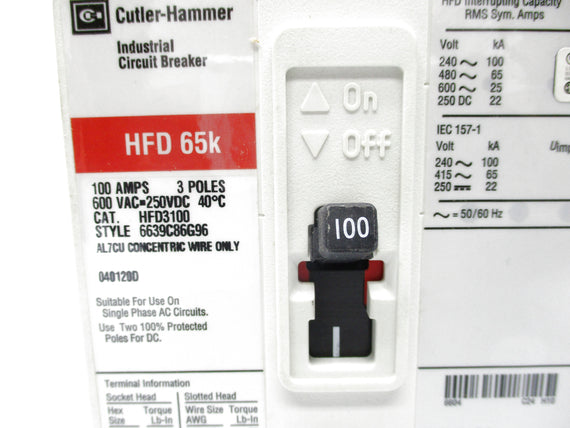 Cutler-Hammer
Industrial
Circuit Breaker
HFD 65k
100 AMPS 3 POLES
600 VAC=250VDC 40°C
CAT. HFD3100
STYLE 6639C86G96
AL7CU CONCENTRIC WIRE ONLY
040120D
Suitable For Use On
Single Phase AC Circuits.
Use Two 100% Protected
Poles For DC.
Terminal Information
Socket Head Slotted Head
Hex Torque Wire Size Torque
Size Lb-In AWG Lb-In
△ On
▽ Off
100
HFD Interrupting Capacity
RMS Sym. Amps
Volt kA
240 ~ 100
480 ~ 65
600 ~ 25
250 DC 22
IEC 157-1
Volt kA
240 ~ 100
415 ~ 65
250 ⎓ 22
~ = 50/60 Hz
Uimp